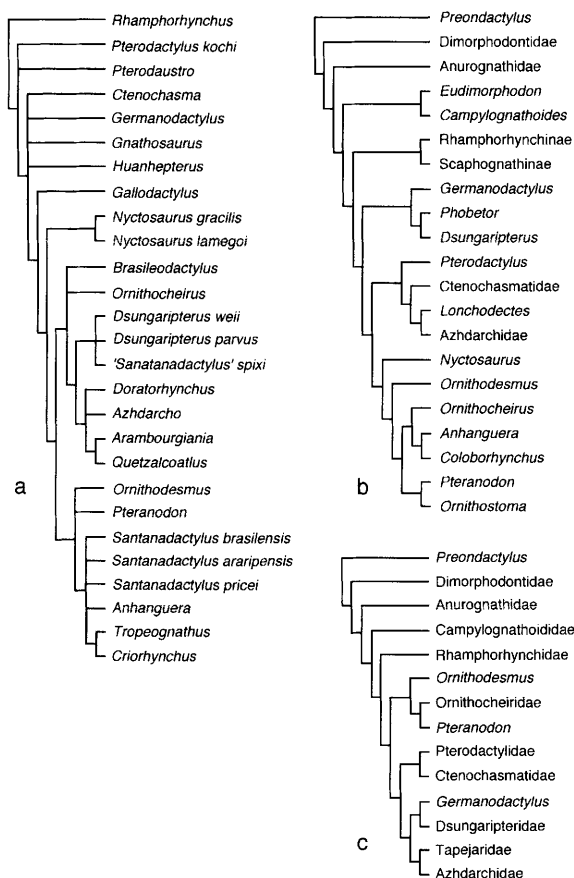 Rhamphorhynchus
Pterodactylus kochi
Pterodaustro
Ctenochasma
Germanodactylus
Gnathosaurus
Huanhepterus
Gallodactylus
Nyctosaurus gracilis
Nyctosaurus lamegoi
Brasileodactylus
Ornithocheirus
Dsungaripterus weii
Dsungaripterus parvus
'Sanatanadactylus' spixi
Doratorhynchus
Azhdarcho
Arambourgiania
Quetzalcoatlus
a
Ornithodesmus
Pteranodon
Santanadactylus brasilensis
Santanadactylus araripensis
Santanadactylus pricei
Anhanguera
Tropeognathus
Criorhynchus
Preondactylus
Dimorphodontidae
Anurognathidae
Eudimorphodon
Campylognathoides
Rhamphorhynchinae
Scaphognathinae
Germanodactylus
Phobetor
Dsungaripterus
Pterodactylus
Ctenochasmatidae
Lonchodectes
Azhdarchidae
Nyctosaurus
Ornithodesmus
Ornithocheirus
Anhanguera
Coloborhynchus
b
Pteranodon
Ornithostoma
Preondactylus
Dimorphodontidae
Anurognathidae
Campylognathoididae
Rhamphorhynchidae
Ornithodesmus
Ornithocheiridae
Pteranodon
Pterodactylidae
Ctenochasmatidae
Germanodactylus
Dsungaripteridae
c
Tapejaridae
Azhdarchidae